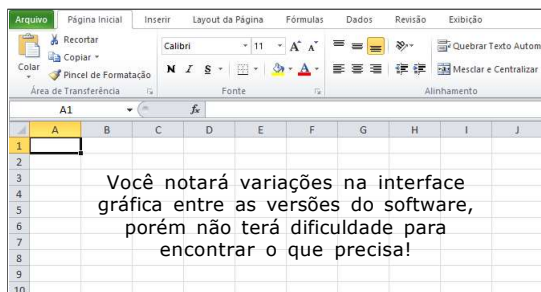 Arquivo Página Inicial Inserir Layout da Página Fórmulas Dados Revisão Exibição
Colar
Recortar
Copiar
Pincel de Formatação
Área de Transferência
Calibri 11 A A
N I S A
Fonte
Quebrar Texto Autom
Mesclar e Centralizar
Alinhamento
A1 fx
A B C D E F G H I J
1
2
3
4
5
6
7
8
9
10
Você notará variações na interface
gráfica entre as versões do software,
porém não terá dificuldade para
encontrar o que precisa!